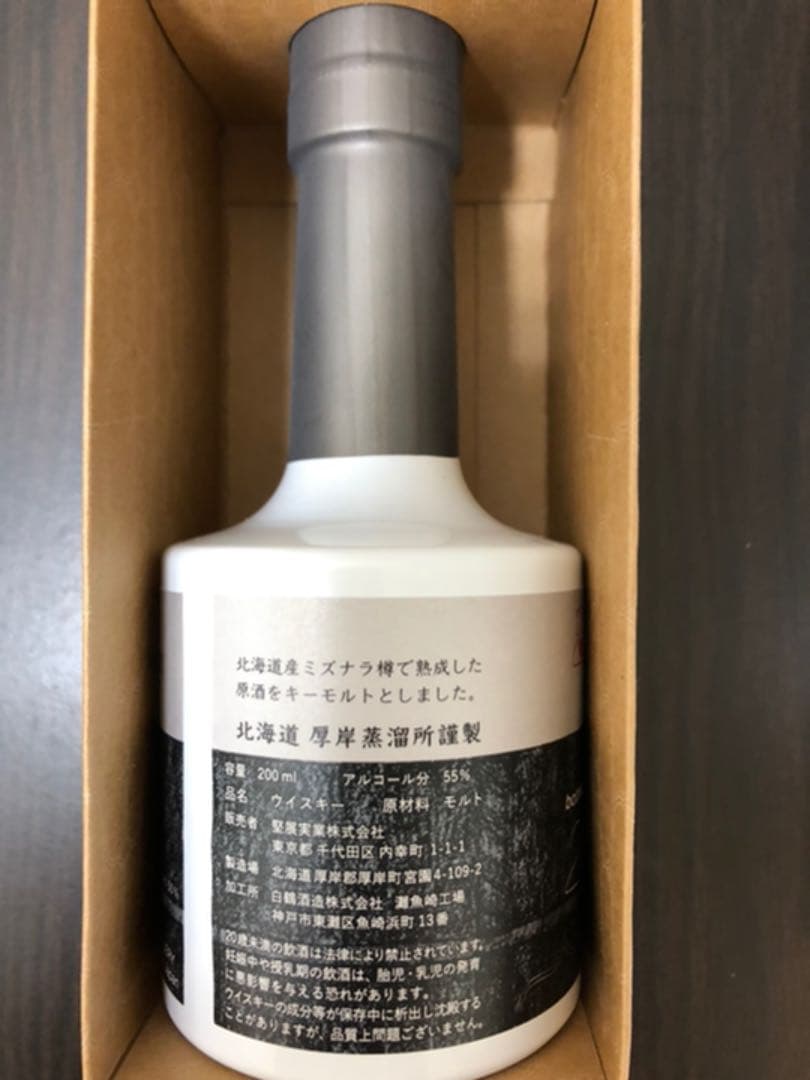 北海道産ミズナラ樽で熟成した
原酒をキーモルトとしました。
北海道 厚岸蒸溜所謹製
容量 200ml アルコール分 55%
品名 ウイスキー 原材料 モルト
販売者 堅展実業株式会社
東京都千代田区内幸町 1-1-1
製造場 北海道厚岸郡厚岸町宮園4-109-2
加工所 白鶴酒造株式会社 灘魚崎工場
神戸市東灘区魚崎浜町 13番
20歳未満の飲酒は法律により禁止されています。
妊娠中や授乳期の飲酒は、胎児・乳児の発育
に悪影響を与える恐れがあります。
ウイスキーの成分等が保存中に析出し沈殿する
ことがありますが、品質上問題ございません。